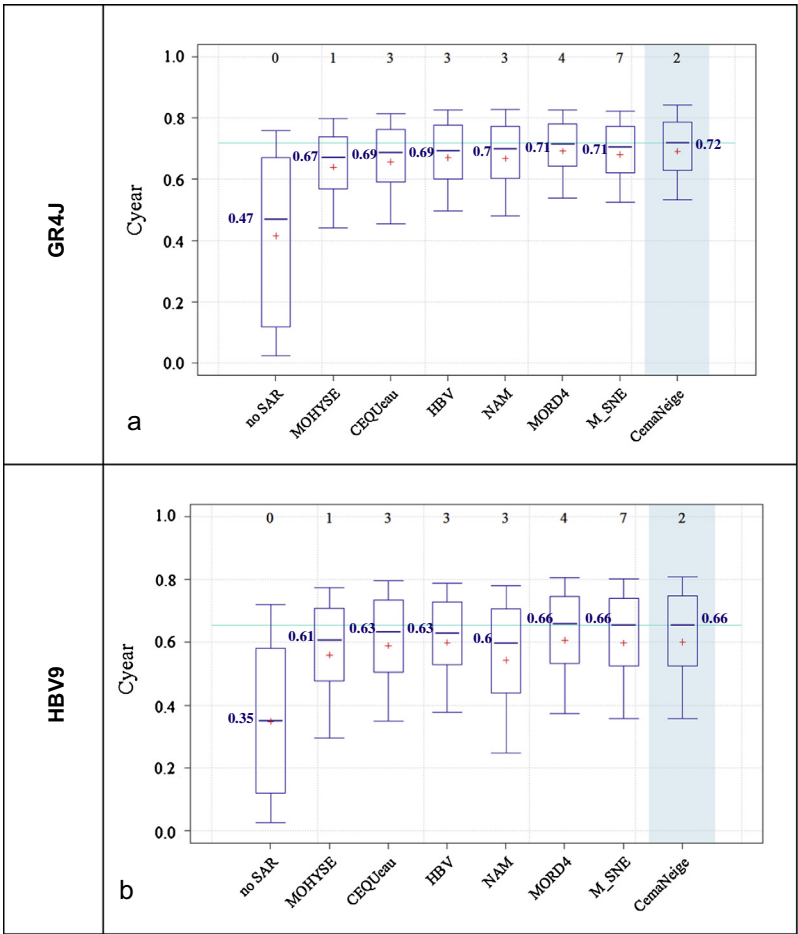 GR4J
Cyear
1.0
0.8
0.6
0.4
0.2
0.0
0 1 3 3 3 4 7 2
0.47 0.67 0.69 0.69 0.7 0.71 0.71 0.72
no SAR MOHYSE CEQUeau HBV NAM MORD4 M_SNE CemaNeige
a
HBV9
Cyear
1.0
0.8
0.6
0.4
0.2
0.0
0 1 3 3 3 4 7 2
0.35 0.61 0.63 0.63 0.6 0.66 0.66 0.66
no SAR MOHYSE CEQUeau HBV NAM MORD4 M_SNE CemaNeige
b